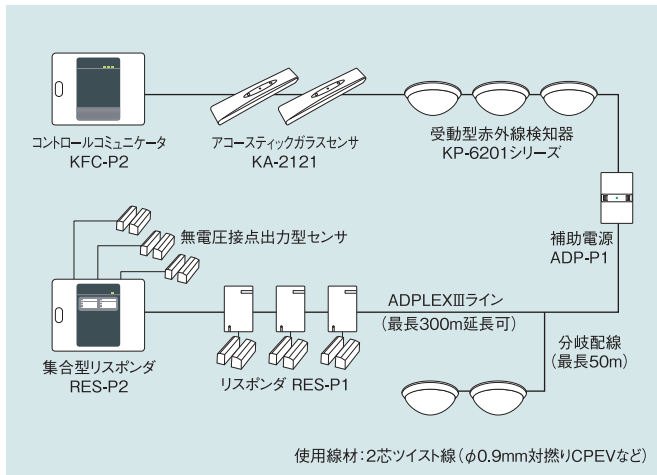 コントロールコミュニケータ
KFC-P2
アコースティックガラスセンサ
KA-2121
受動型赤外線検知器
KP-6201シリーズ
補助電源
ADP-P1
無電圧接点出力型センサ
集合型リスポンダ
RES-P2
リスポンダ RES-P1
ADPLEXⅢライン
(最長300m延長可)
分岐配線
(最長50m)
使用線材:2芯ツイスト線(φ0.9mm対撚りCPEVなど)